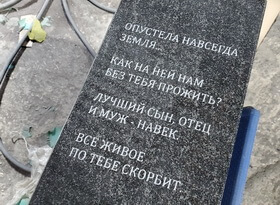 ОПУСТЕЛА НАВСЕГДА
ЗЕМЛЯ...
КАК НА НЕЙ НАМ
БЕЗ ТЕБЯ ПРОЖИТЬ?
ЛУЧШИЙ СЫН, ОТЕЦ
И МУЖ - НАВЕК.
ВСЁ ЖИВОЕ
ПО ТЕБЕ СКОРБИТ